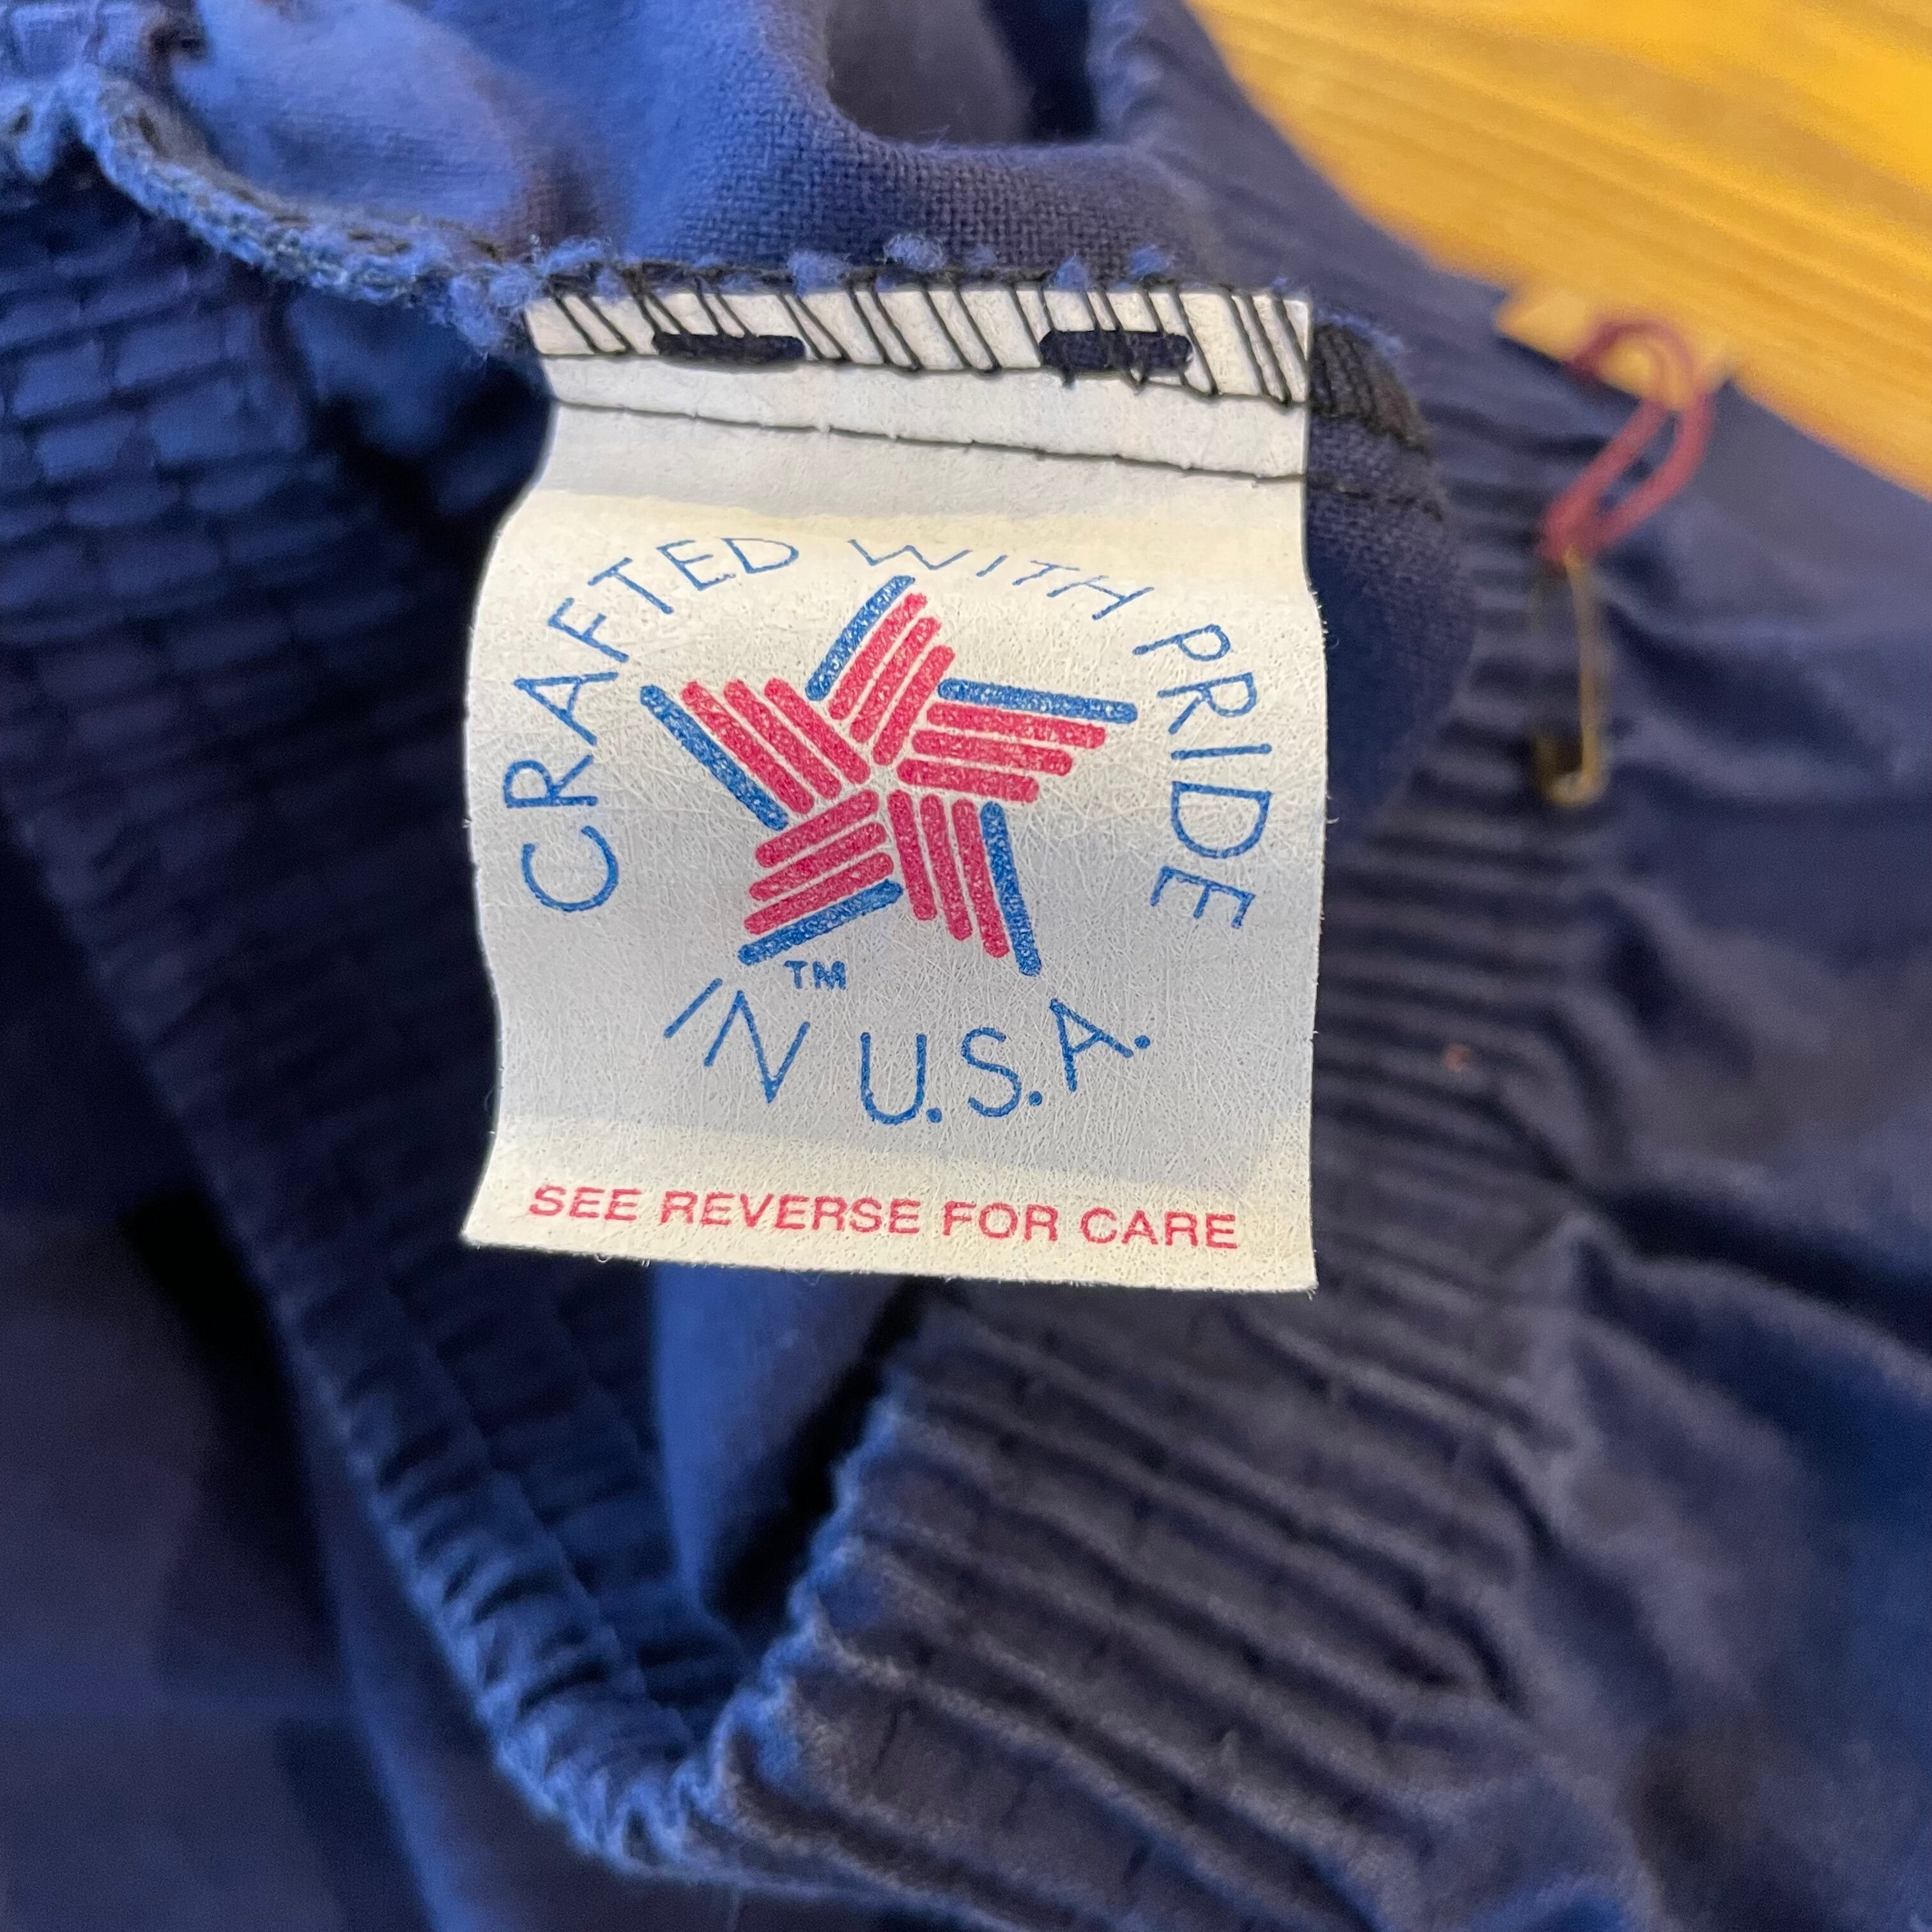 CRAFTED WITH PRIDE
TM
IN U.S.A.
SEE REVERSE FOR CARE